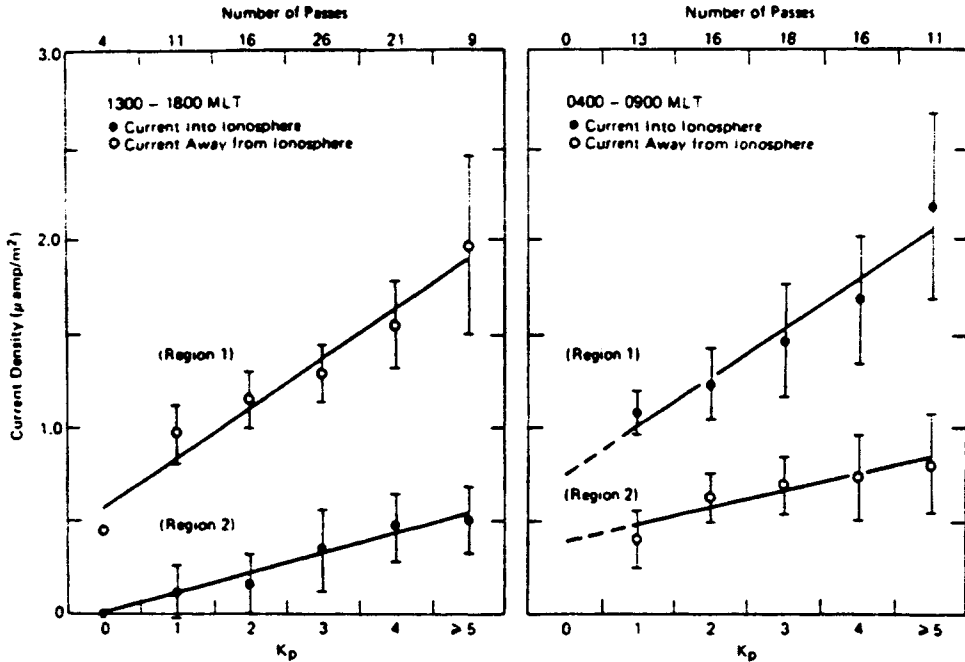 Number of Passes
4 11 16 26 21 9
3.0
2.0
1.0
0
Current Density (μ amp/m²)
1300 – 1800 MLT
● Current Into Ionosphere
○ Current Away from Ionosphere
(Region 1)
(Region 2)
0 1 2 3 4 ≥5
Kp
Number of Passes
0 13 16 18 16 11
0400 – 0900 MLT
● Current Into Ionosphere
○ Current Away from Ionosphere
(Region 1)
(Region 2)
0 1 2 3 4 ≥5
Kp